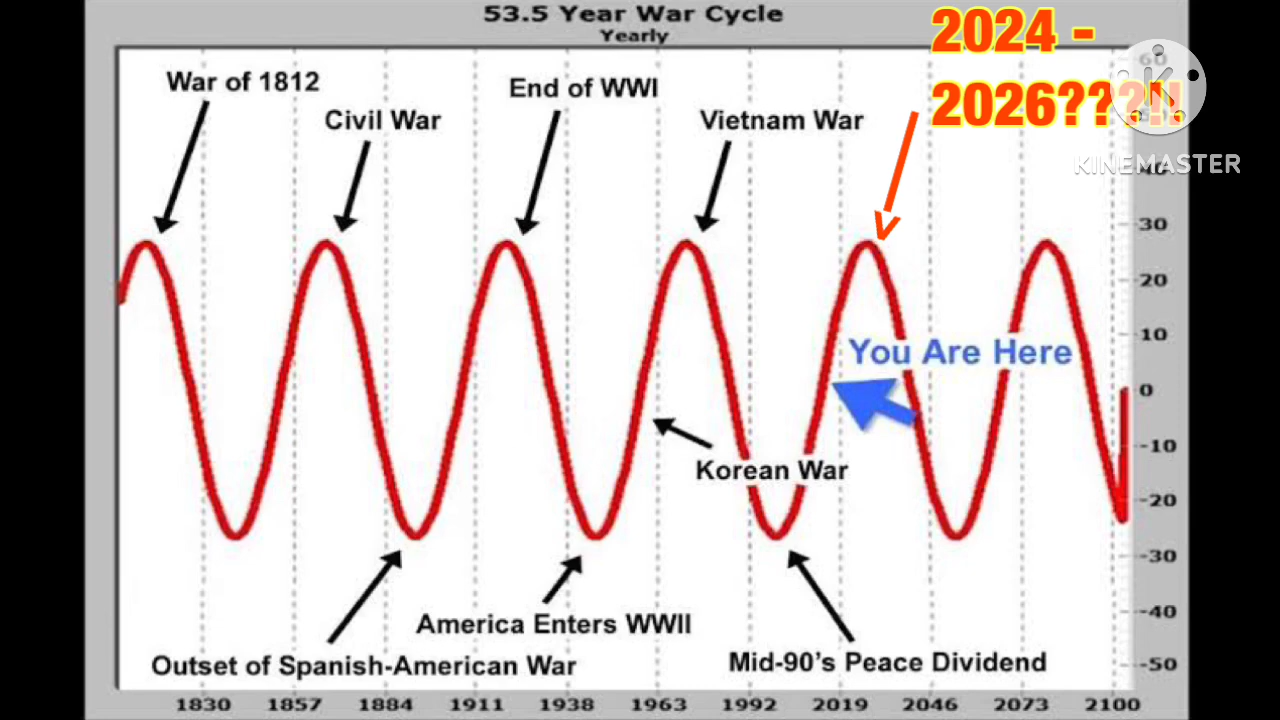 53.5 Year War Cycle
Yearly
2024 -
2026???!!
War of 1812
End of WWI
Civil War
Vietnam War
KINEMASTER
60
30
20
10
0
-10
-20
-30
-40
-50
You Are Here
Korean War
America Enters WWII
Outset of Spanish-American War
Mid-90's Peace Dividend
1830 1857 1884 1911 1938 1963 1992 2019 2046 2073 2100